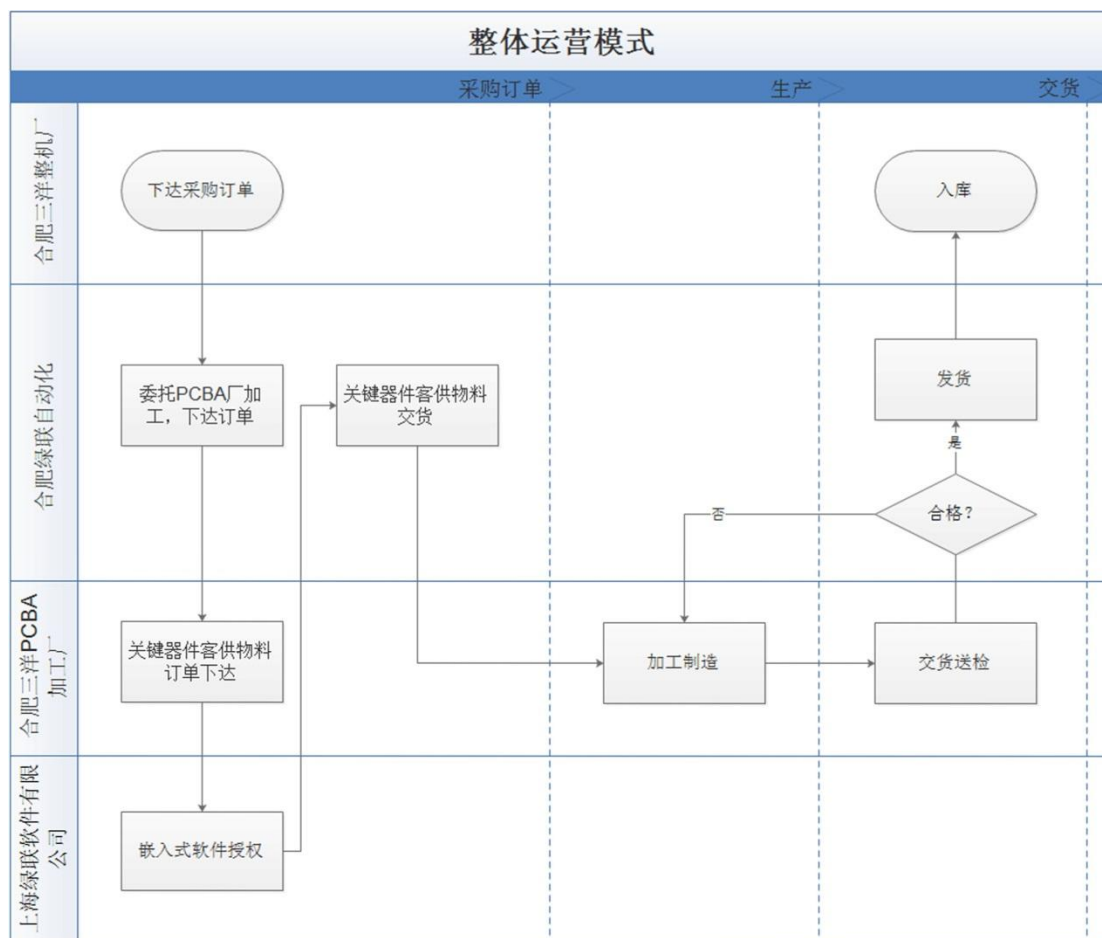 整体运营模式
采购订单
生产
交货
合肥三洋整机厂
下达采购订单
入库
合肥绿联自动化
委托PCBA厂加
工，下达订单
关键器件客供物料
交货
发货
是
合格？
否
合肥三洋PCBA
加工厂
关键器件客供物料
订单下达
加工制造
交货送检
上海绿联软件有限
公司
嵌入式软件授权